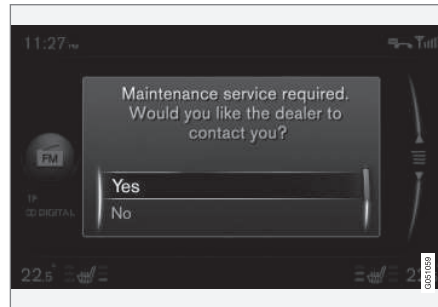 11:27
Maintenance service required.
Would you like the dealer to
contact you?
FM
Yes
TP
No
DIGITAL
22.5
G051059